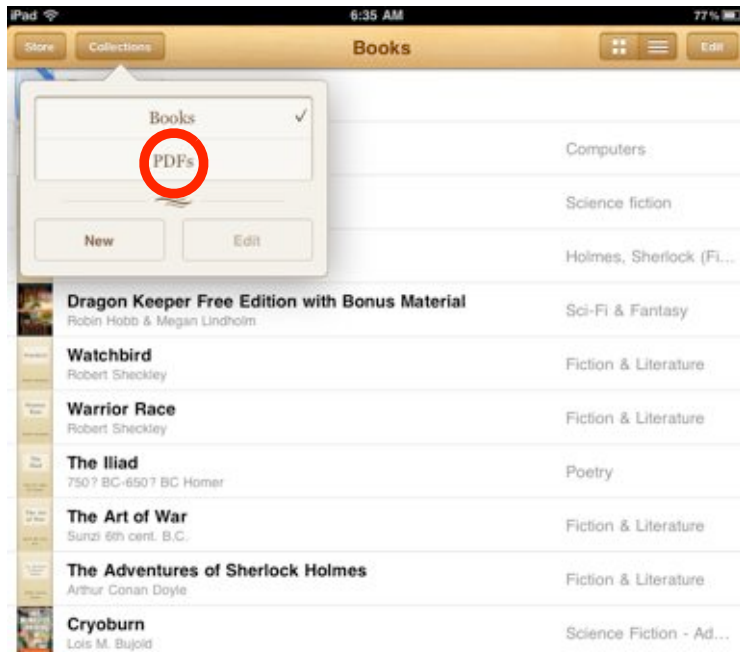 iPad 6:35 AM 77%
Store Collections Books Edit
Books
PDFs
New Edit
Computers
Science fiction
Holmes, Sherlock (Fi...
Dragon Keeper Free Edition with Bonus Material
Robin Hobb & Megan Lindholm
Sci-Fi & Fantasy
Watchbird
Robert Sheckley
Fiction & Literature
Warrior Race
Robert Sheckley
Fiction & Literature
The Iliad
750? BC-650? BC Homer
Poetry
The Art of War
Sunzi 6th cent. B.C.
Fiction & Literature
The Adventures of Sherlock Holmes
Arthur Conan Doyle
Fiction & Literature
Cryoburn
Lois M. Bujold
Science Fiction - Ad...